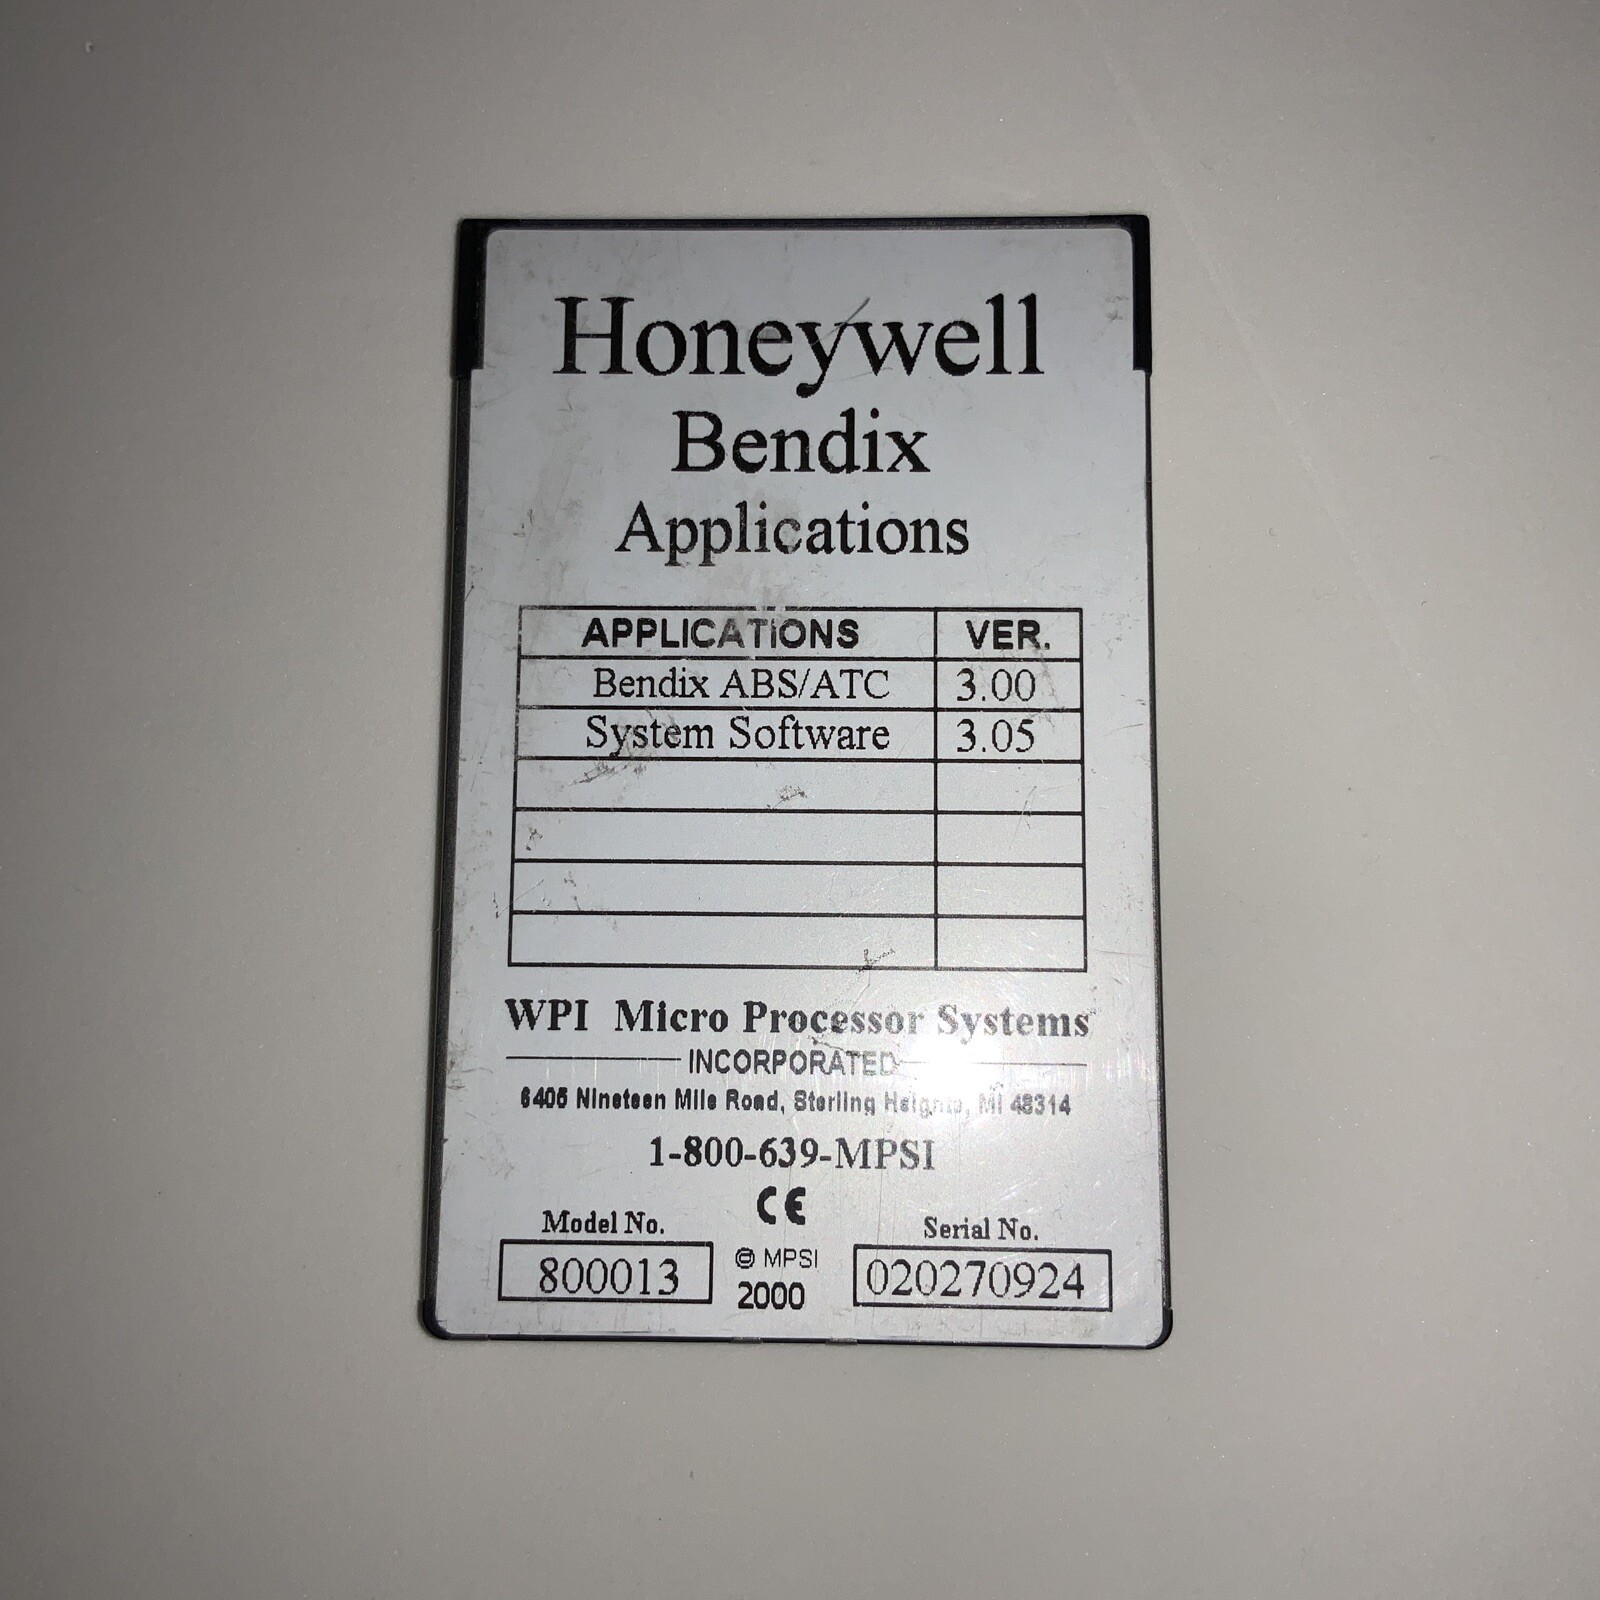 Honeywell
Bendix
Applications
APPLICATIONS VER.
Bendix ABS/ATC 3.00
System Software 3.05
WPI Micro Processor Systems
INCORPORATED
6405 Nineteen Mile Road, Sterling Heights, MI 48314
1-800-639-MPSI
CE
Model No. Serial No.
800013 © MPSI 020270924
2000